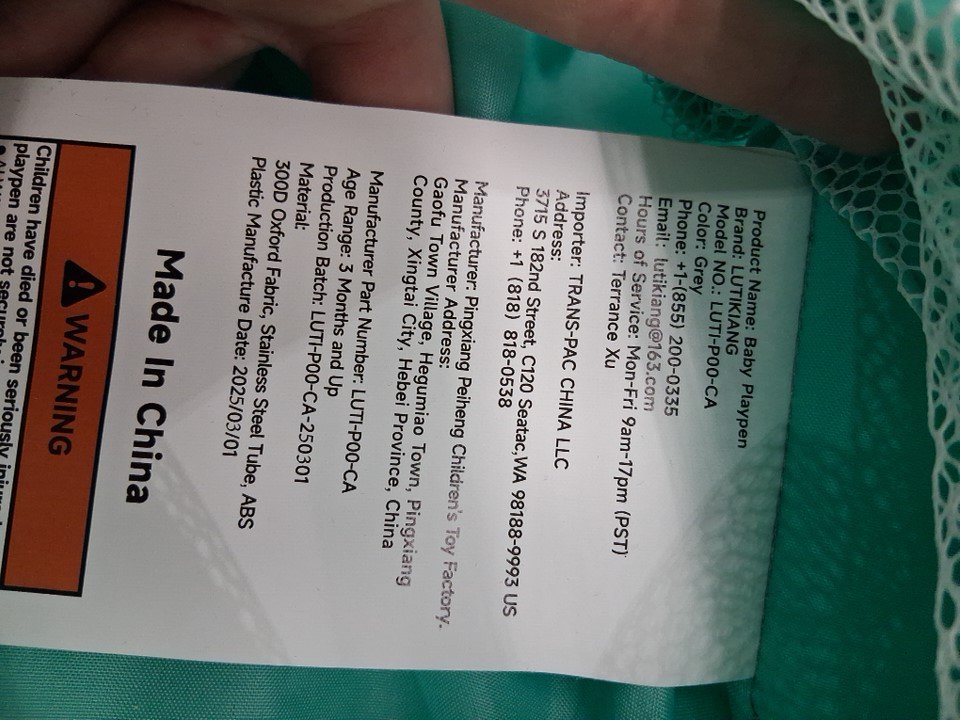 Product Name: Baby Playpen
Brand: LUTIKIANG
Model NO.: LUTI-P00-CA
Color: Grey
Phone: +1-(855) 200-0335
Email: lutikiang@163.com
Hours of Service: Mon-Fri 9am-17pm (PST)
Contact: Terrance Xu
Importer: TRANS-PAC CHINA LLC
Address:
3715 S 182nd Street, C120 Seatac,WA 98188-9993 US
Phone: +1 (818) 818-0538
Manufacturer: Pingxiang Peiheng Children's Toy Factory.
Manufacturer Address:
Gaofu Town Village, Hegumiao Town, Pingxiang
County, Xingtai City, Hebei Province, China
Manufacturer Part Number: LUTI-P00-CA
Age Range: 3 Months and Up
Production Batch: LUTI-P00-CA-250301
Material:
300D Oxford Fabric, Stainless Steel Tube, ABS
Plastic Manufacture Date: 2025/03/01
Made In China
WARNING
Children have died or been seriously
playpen are not